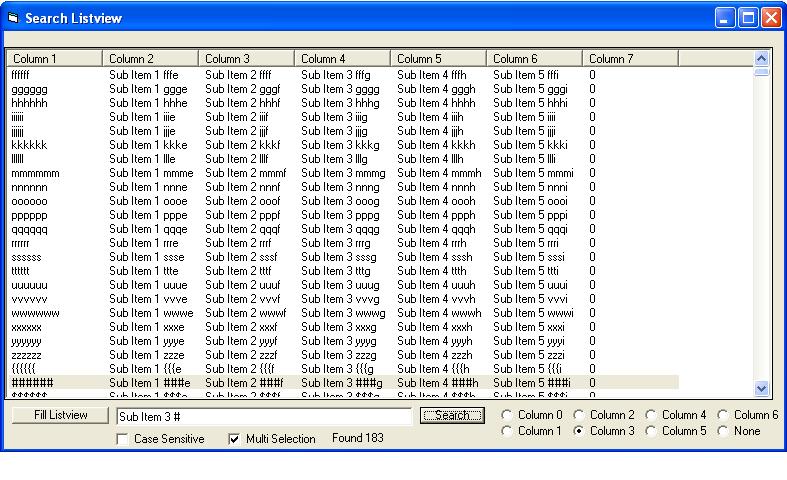 Search Listview
Column 1 Column 2 Column 3 Column 4 Column 5 Column 6 Column 7
ffffff Sub Item 1 fffe Sub Item 2 ffff Sub Item 3 fffg Sub Item 4 fffh Sub Item 5 fffi 0
gggggg Sub Item 1 ggge Sub Item 2 gggf Sub Item 3 gggg Sub Item 4 gggh Sub Item 5 gggi 0
hhhhhh Sub Item 1 hhhe Sub Item 2 hhhf Sub Item 3 hhhg Sub Item 4 hhhh Sub Item 5 hhhi 0
iiiiii Sub Item 1 iiie Sub Item 2 iiif Sub Item 3 iiig Sub Item 4 iiih Sub Item 5 iiii 0
jjjjjj Sub Item 1 jjje Sub Item 2 jjjf Sub Item 3 jjjg Sub Item 4 jjjh Sub Item 5 jjji 0
kkkkkk Sub Item 1 kkke Sub Item 2 kkkf Sub Item 3 kkkg Sub Item 4 kkkh Sub Item 5 kkki 0
llllll Sub Item 1 llle Sub Item 2 lllf Sub Item 3 lllg Sub Item 4 lllh Sub Item 5 llli 0
mmmmmm Sub Item 1 mmme Sub Item 2 mmmf Sub Item 3 mmmg Sub Item 4 mmmh Sub Item 5 mmmi 0
nnnnnn Sub Item 1 nnne Sub Item 2 nnnf Sub Item 3 nnng Sub Item 4 nnnh Sub Item 5 nnni 0
oooooo Sub Item 1 oooe Sub Item 2 ooof Sub Item 3 ooog Sub Item 4 oooh Sub Item 5 oooi 0
pppppp Sub Item 1 pppe Sub Item 2 pppf Sub Item 3 pppg Sub Item 4 ppph Sub Item 5 pppi 0
qqqqqq Sub Item 1 qqqe Sub Item 2 qqqf Sub Item 3 qqqg Sub Item 4 qqqh Sub Item 5 qqqi 0
rrrrrr Sub Item 1 rrre Sub Item 2 rrrf Sub Item 3 rrrg Sub Item 4 rrrh Sub Item 5 rrri 0
ssssss Sub Item 1 ssse Sub Item 2 sssf Sub Item 3 sssg Sub Item 4 sssh Sub Item 5 sssi 0
tttttt Sub Item 1 ttte Sub Item 2 tttf Sub Item 3 tttg Sub Item 4 ttth Sub Item 5 ttti 0
uuuuuu Sub Item 1 uuue Sub Item 2 uuuf Sub Item 3 uuug Sub Item 4 uuuh Sub Item 5 uuui 0
vvvvvv Sub Item 1 vvve Sub Item 2 vvvf Sub Item 3 vvvg Sub Item 4 vvvh Sub Item 5 vvvi 0
wwwwww Sub Item 1 wwwe Sub Item 2 wwwf Sub Item 3 wwwg Sub Item 4 wwwh Sub Item 5 wwwi 0
xxxxxx Sub Item 1 xxxe Sub Item 2 xxxf Sub Item 3 xxxg Sub Item 4 xxxh Sub Item 5 xxxi 0
yyyyyy Sub Item 1 yyye Sub Item 2 yyyf Sub Item 3 yyyg Sub Item 4 yyyh Sub Item 5 yyyi 0
zzzzzz Sub Item 1 zzze Sub Item 2 zzzf Sub Item 3 zzzg Sub Item 4 zzzh Sub Item 5 zzzi 0
{{{{{{ Sub Item 1 {{{e Sub Item 2 {{{f Sub Item 3 {{{g Sub Item 4 {{{h Sub Item 5 {{{i 0
###### Sub Item 1 ###e Sub Item 2 ###f Sub Item 3 ###g Sub Item 4 ###h Sub Item 5 ###i 0
$$$$$$ Sub Item 1 $$$e Sub Item 2 $$$f Sub Item 3 $$$g Sub Item 4 $$$h Sub Item 5 $$$i 0
Fill Listview Sub Item 3 # Search Column 0 Column 2 Column 4 Column 6
Case Sensitive Multi Selection Found 183 Column 1 Column 3 Column 5 None